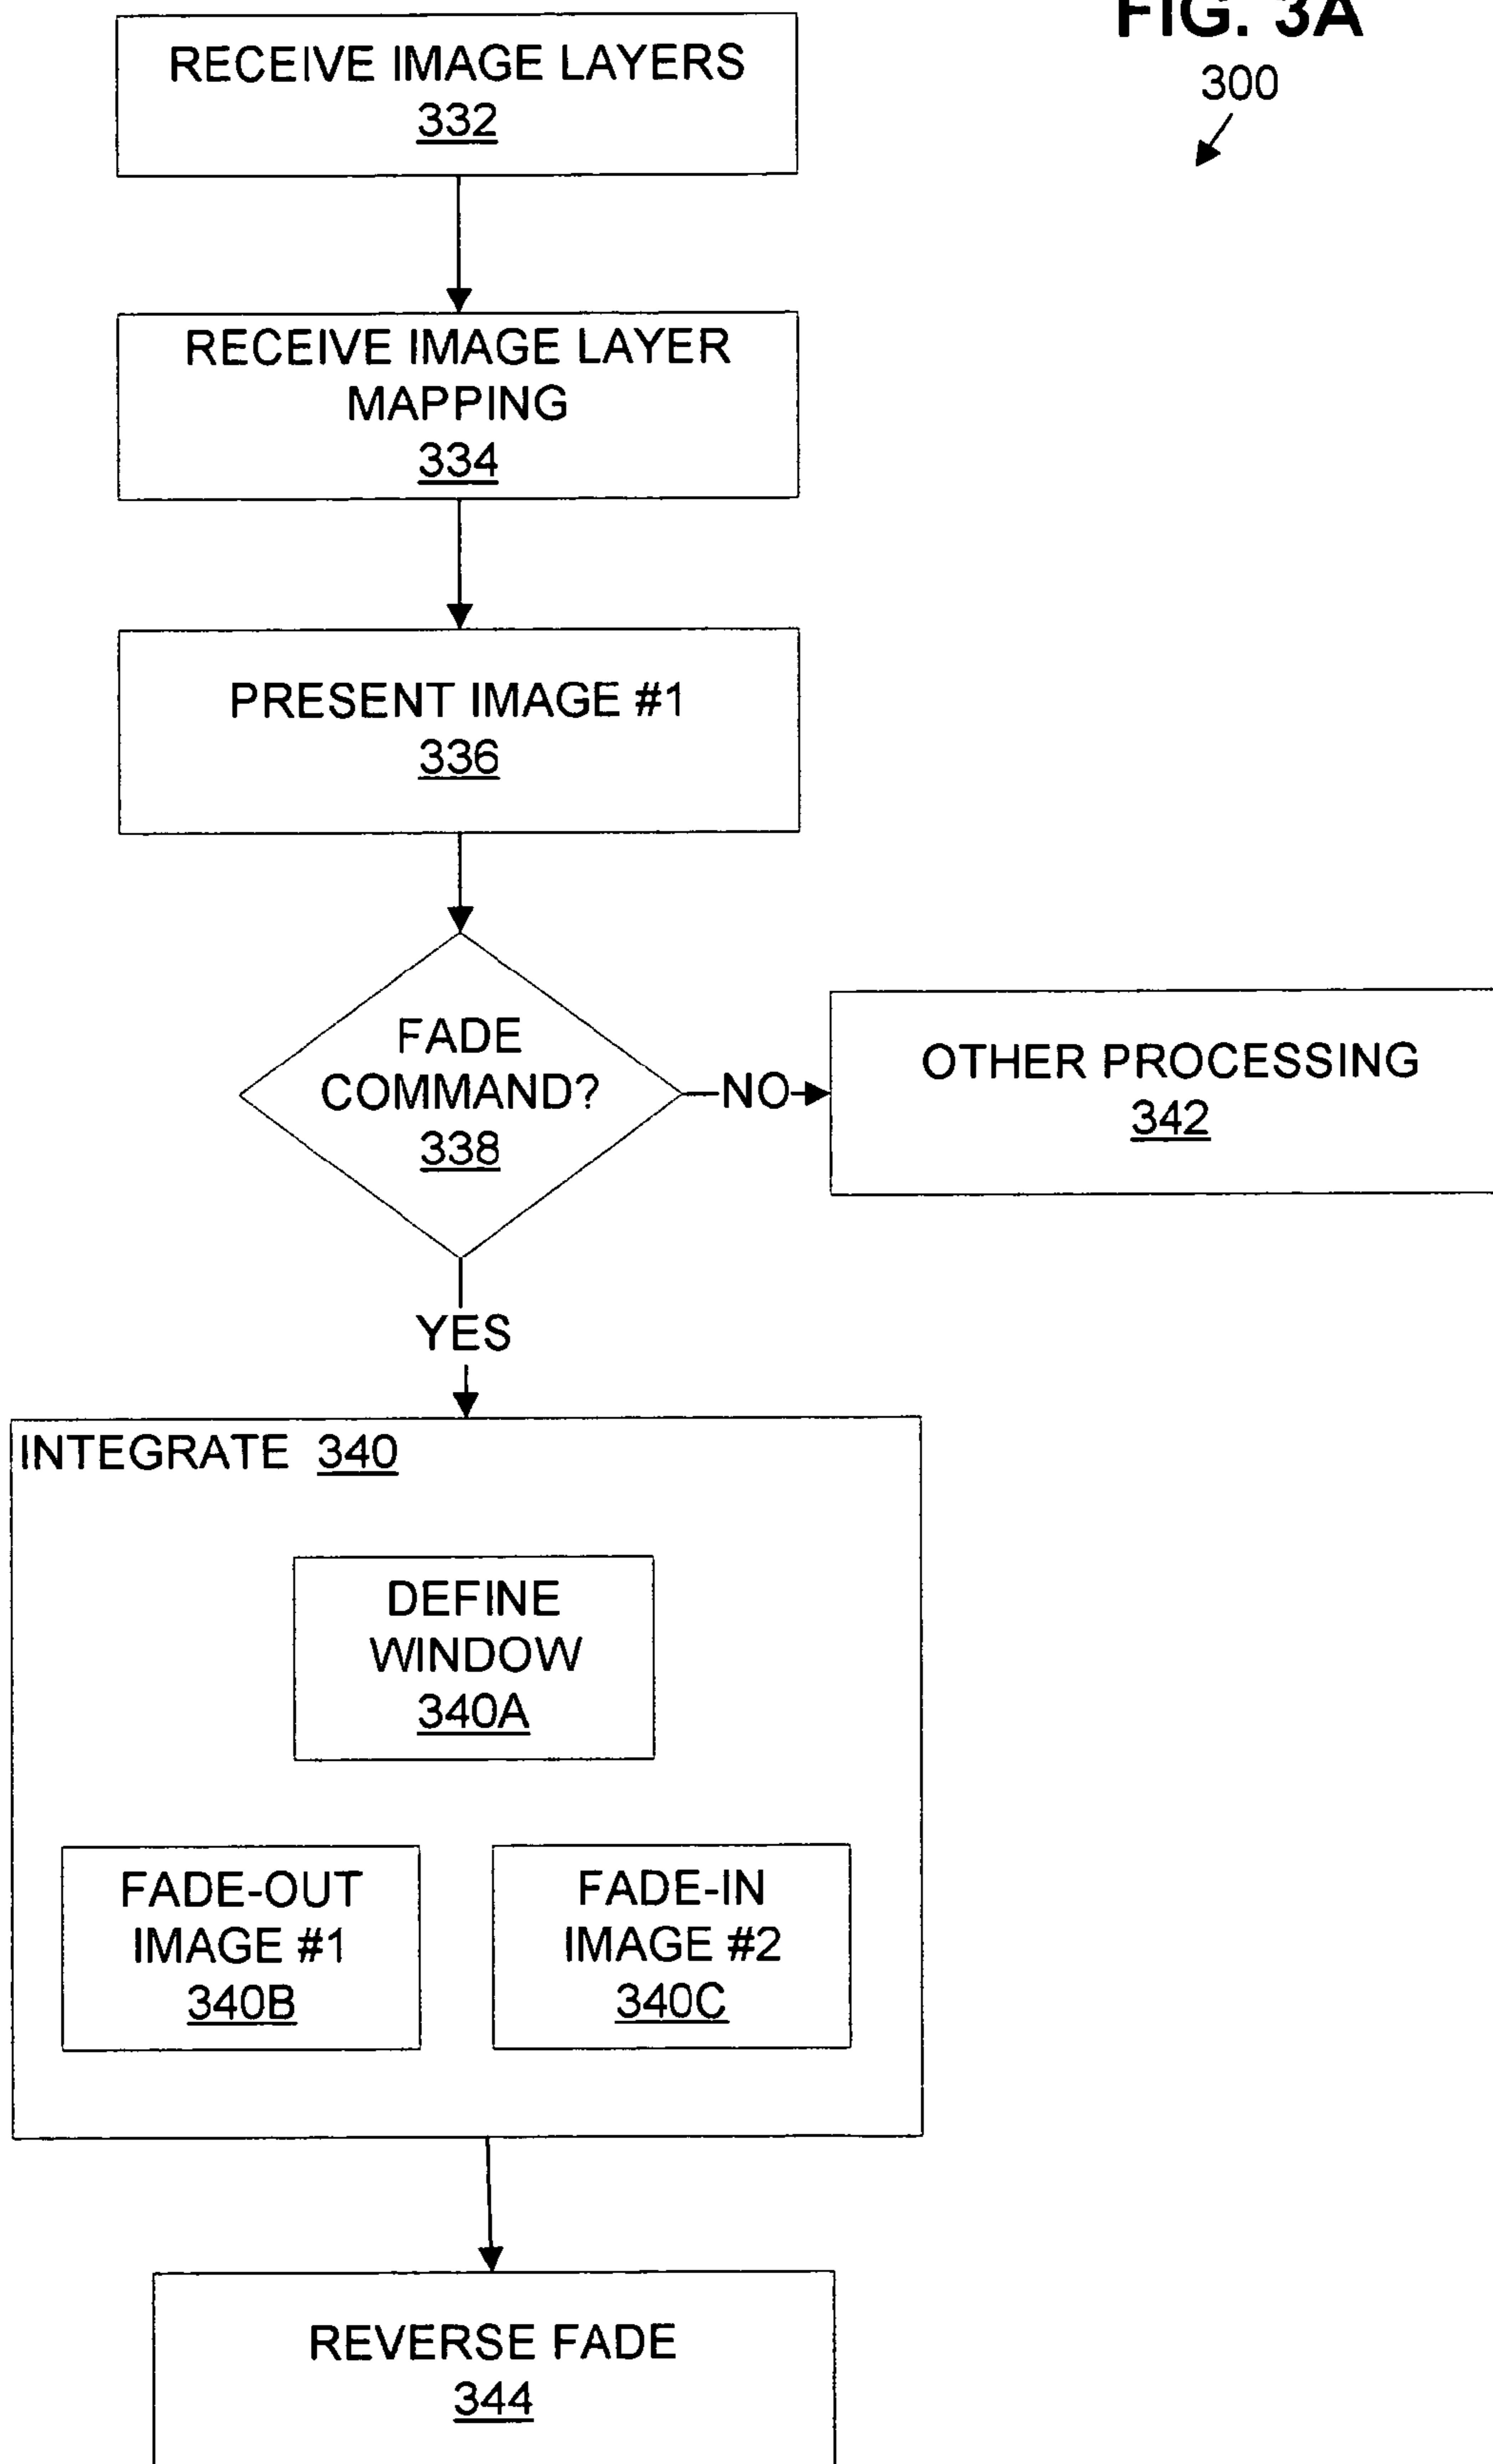 FIG. 3A
300
RECEIVE IMAGE LAYERS
332
RECEIVE IMAGE LAYER
MAPPING
334
PRESENT IMAGE #1
336
FADE
COMMAND?
338
NO
OTHER PROCESSING
342
YES
INTEGRATE 340
DEFINE
WINDOW
340A
FADE-OUT
IMAGE #1
340B
FADE-IN
IMAGE #2
340C
REVERSE FADE
344